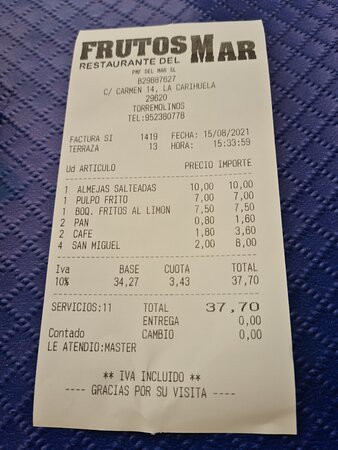 FRUTOS MAR
RESTAURANTE DEL
PMF DEL MAR SL
B29887627
C/ CARMEN 14, LA CARIHUELA
29620
TORREMOLINOS
TEL:952380778
FACTURA SI 1419 FECHA: 15/08/2021
TERRAZA 13 HORA: 15:33:59
Ud ARTICULO PRECIO IMPORTE
1 ALMEJAS SALTEADAS 10,00 10,00
1 PULPO FRITO 7,00 7,00
1 BOQ. FRITOS AL LIMON 7,50 7,50
2 PAN 0,80 1,60
2 CAFE 1,80 3,60
4 SAN MIGUEL 2,00 8,00
Iva BASE CUOTA TOTAL
10% 34,27 3,43 37,70
SERVICIOS:11 TOTAL 37,70
ENTREGA 0,00
Contado CAMBIO 0,00
LE ATENDIO:MASTER
** IVA INCLUIDO **
---- GRACIAS POR SU VISITA ----